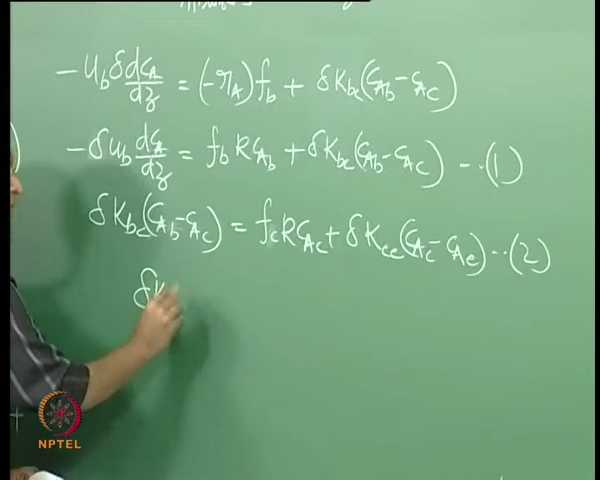 -U_b δ dC_A/dz = (-r_A) f_b + δ K_bc (C_Ab - C_Ac)
-δ u_b dC_A/dz = f_b k C_Ab + δ K_bc (C_Ab - C_Ac) -- (1)
δ K_bc (C_Ab - C_Ac) = f_c k C_Ac + δ K_ce (C_Ac - C_Ae) -- (2)
δK
NPTEL